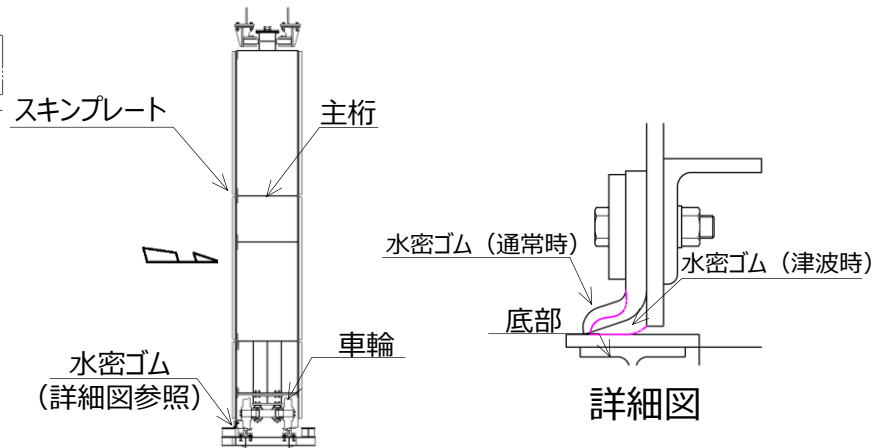 スキンプレート
主桁
水密ゴム（通常時）
水密ゴム（津波時）
底部
車輪
水密ゴム
（詳細図参照）
詳細図